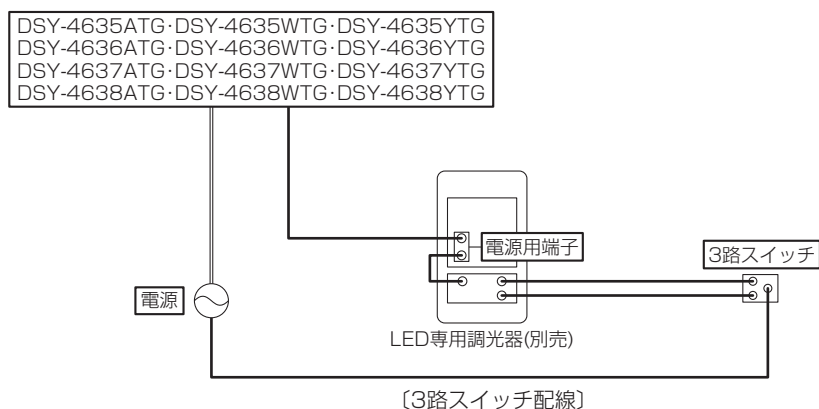 DSY-4635ATG·DSY-4635WTG·DSY-4635YTG
DSY-4636ATG·DSY-4636WTG·DSY-4636YTG
DSY-4637ATG·DSY-4637WTG·DSY-4637YTG
DSY-4638ATG·DSY-4638WTG·DSY-4638YTG
電源用端子
3路スイッチ
電源
LED専用調光器(別売)
〔3路スイッチ配線〕